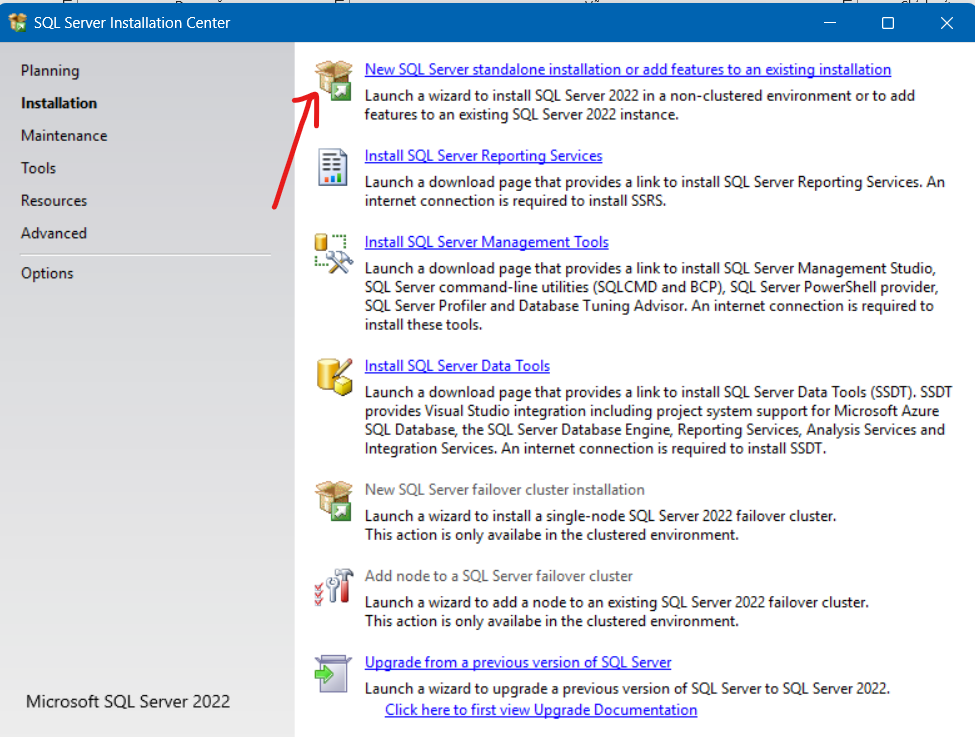 SQL Server Installation Center
Planning
Installation
Maintenance
Tools
Resources
Advanced
Options
Microsoft SQL Server 2022
New SQL Server standalone installation or add features to an existing installation
Launch a wizard to install SQL Server 2022 in a non-clustered environment or to add
features to an existing SQL Server 2022 instance.
Install SQL Server Reporting Services
Launch a download page that provides a link to install SQL Server Reporting Services. An
internet connection is required to install SSRS.
Install SQL Server Management Tools
Launch a download page that provides a link to install SQL Server Management Studio,
SQL Server command-line utilities (SQLCMD and BCP), SQL Server PowerShell provider,
SQL Server Profiler and Database Tuning Advisor. An internet connection is required to
install these tools.
Install SQL Server Data Tools
Launch a download page that provides a link to install SQL Server Data Tools (SSDT). SSDT
provides Visual Studio integration including project system support for Microsoft Azure
SQL Database, the SQL Server Database Engine, Reporting Services, Analysis Services and
Integration Services. An internet connection is required to install SSDT.
New SQL Server failover cluster installation
Launch a wizard to install a single-node SQL Server 2022 failover cluster.
This action is only availabe in the clustered environment.
Add node to a SQL Server failover cluster
Launch a wizard to add a node to an existing SQL Server 2022 failover cluster.
This action is only availabe in the clustered environment.
Upgrade from a previous version of SQL Server
Launch a wizard to upgrade a previous version of SQL Server to SQL Server 2022.
Click here to first view Upgrade Documentation